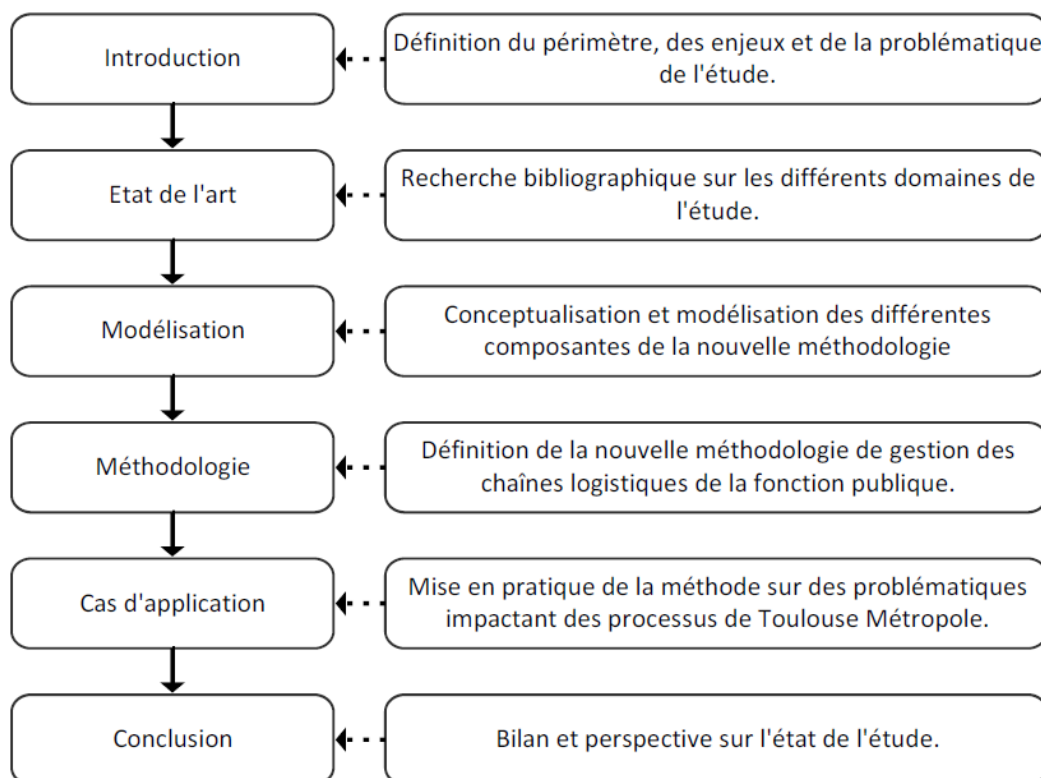 Introduction
Définition du périmètre, des enjeux et de la problématique
de l'étude.
Etat de l'art
Recherche bibliographique sur les différents domaines de
l'étude.
Modélisation
Conceptualisation et modélisation des différentes
composantes de la nouvelle méthodologie
Méthodologie
Définition de la nouvelle méthodologie de gestion des
chaînes logistiques de la fonction publique.
Cas d'application
Mise en pratique de la méthode sur des problématiques
impactant des processus de Toulouse Métropole.
Conclusion
Bilan et perspective sur l'état de l'étude.